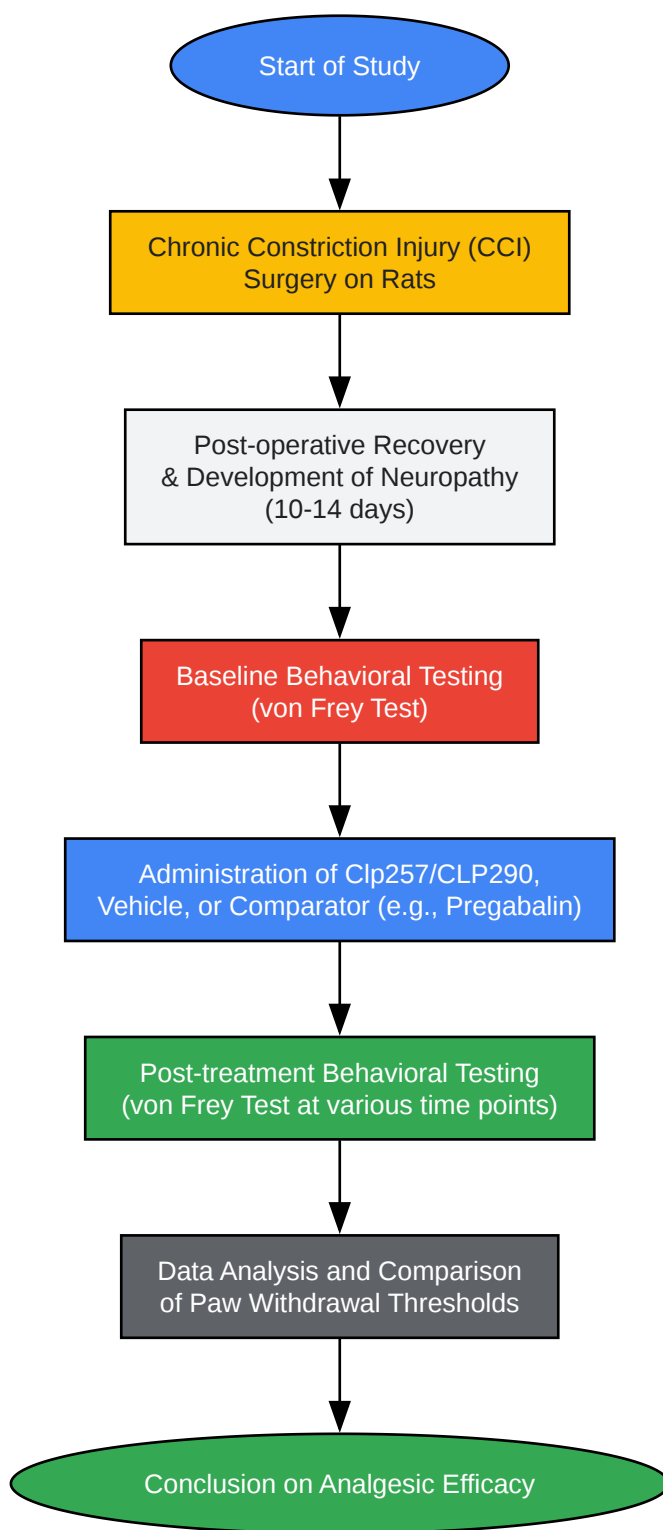 Start of Study
Chronic Constriction Injury (CCI)
Surgery on Rats
Post-operative Recovery
& Development of Neuropathy
(10-14 days)
Baseline Behavioral Testing
(von Frey Test)
Administration of Clp257/CLP290,
Vehicle, or Comparator (e.g., Pregabalin)
Post-treatment Behavioral Testing
(von Frey Test at various time points)
Data Analysis and Comparison
of Paw Withdrawal Thresholds
Conclusion on Analgesic Efficacy